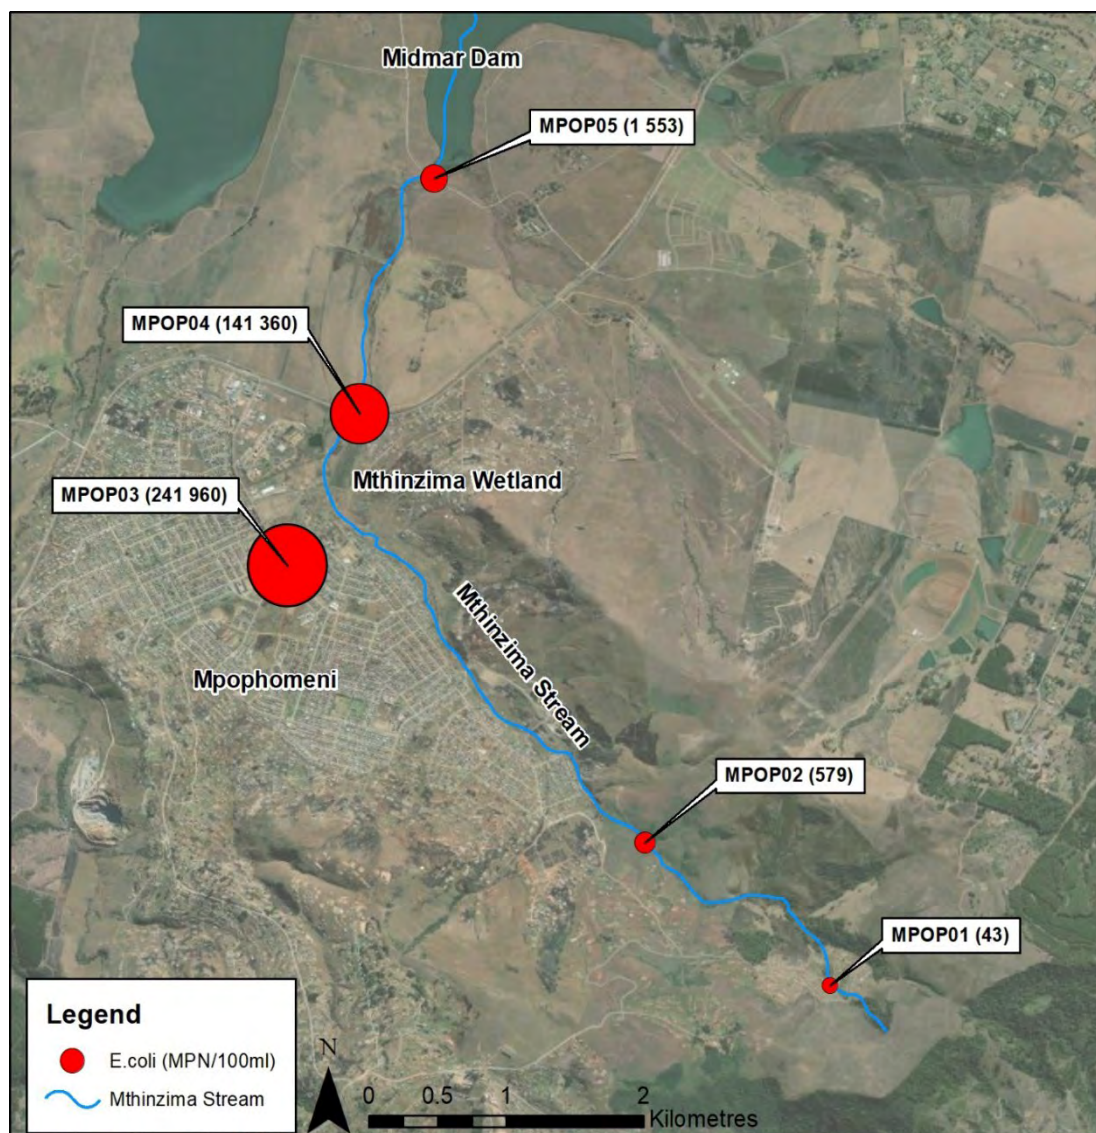 Midmar Dam
MPOP05 (1 553)
MPOP04 (141 360)
Mthinzima Wetland
MPOP03 (241 960)
Mthinzima Stream
Mpophomeni
MPOP02 (579)
MPOP01 (43)
Legend
E.coli (MPN/100ml)
Mthinzima Stream
N
0 0.5 1 2
Kilometres